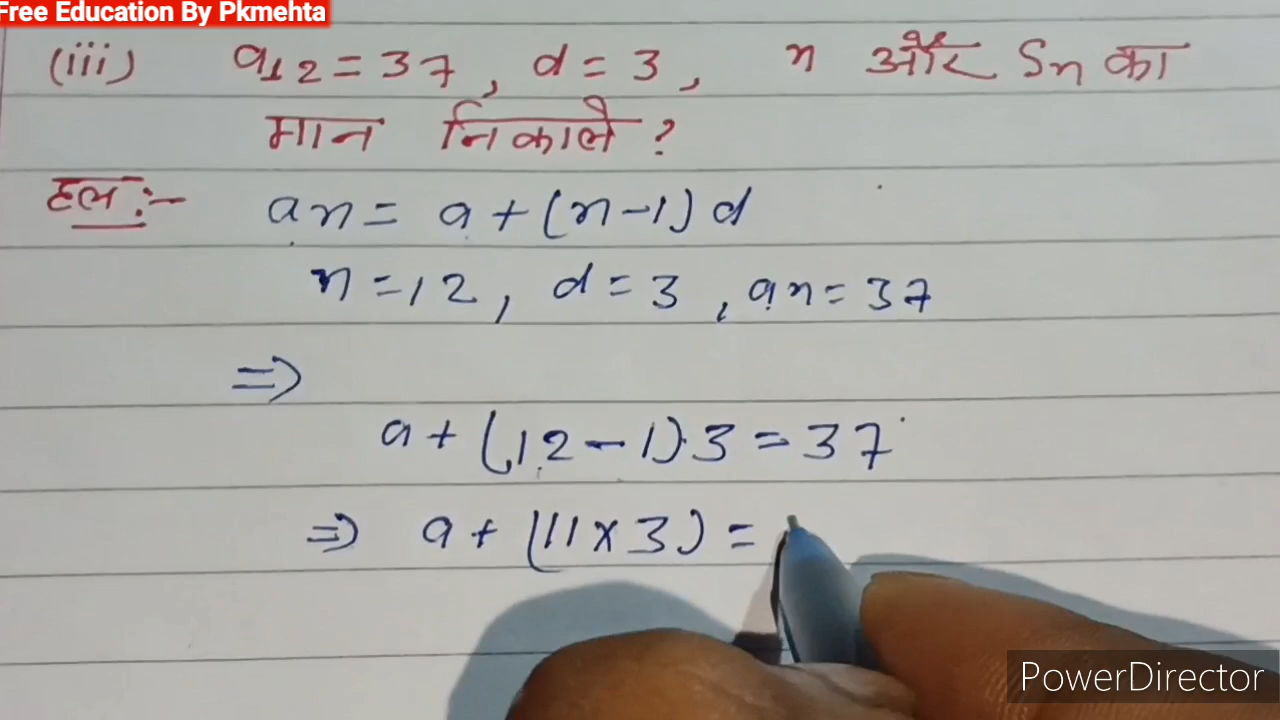 Free Education By Pkmehta
(iii) a12 = 37, d = 3, n और Sn का
मान निकाले ?
हल :-  an = a + (n-1) d
n = 12, d = 3, an = 37
=>
a + (12 - 1) 3 = 37
=> a + (11 x 3) =
PowerDirector